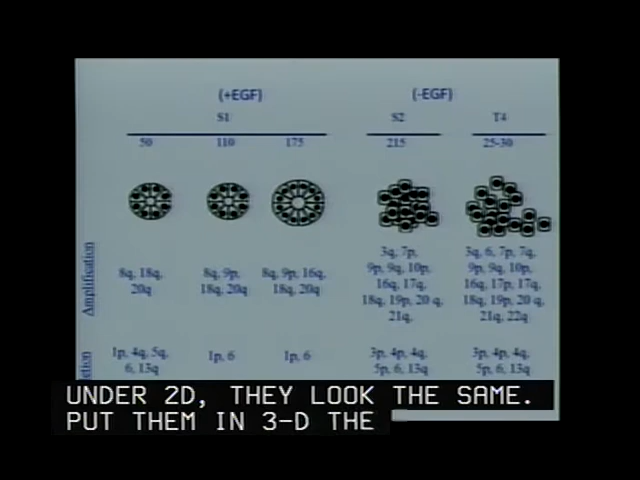 (+EGF) (-EGF)
S1 S2 T4
50 110 175 215 25-30
Amplification
8q, 18q, 20q
8q, 9p, 18q, 20q
8q, 9p, 16q, 18q, 20q
3q, 7p,
9p, 9q, 10p,
16q, 17q,
18q, 19p, 20 q,
21q,
3q, 6, 7p, 7q,
9p, 9q, 10p,
16q, 17p, 17q,
18q, 19p, 20 q,
21q, 22q
etion
1p, 4q, 5q,
6, 13q
1p, 6
1p, 6
3p, 4p, 4q,
5p, 6, 13q
3p, 4p, 4q,
5p, 6, 13q
UNDER 2D, THEY LOOK THE SAME.
PUT THEM IN 3-D THE